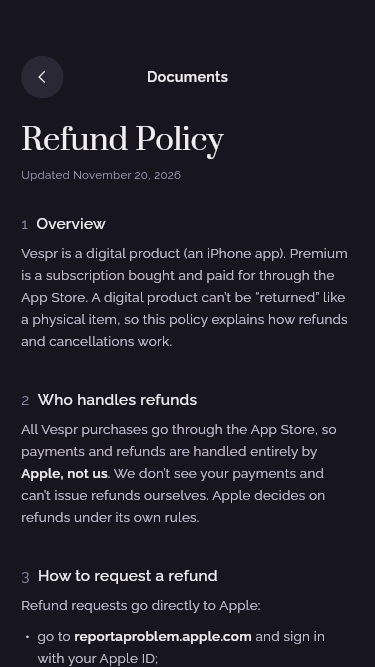 Documents
Refund Policy
Updated November 20, 2026
1 Overview
Vespr is a digital product (an iPhone app). Premium
is a subscription bought and paid for through the
App Store. A digital product can't be "returned" like
a physical item, so this policy explains how refunds
and cancellations work.
2 Who handles refunds
All Vespr purchases go through the App Store, so
payments and refunds are handled entirely by
Apple, not us. We don't see your payments and
can't issue refunds ourselves. Apple decides on
refunds under its own rules.
3 How to request a refund
Refund requests go directly to Apple:
• go to reportaproblem.apple.com and sign in
with your Apple ID;